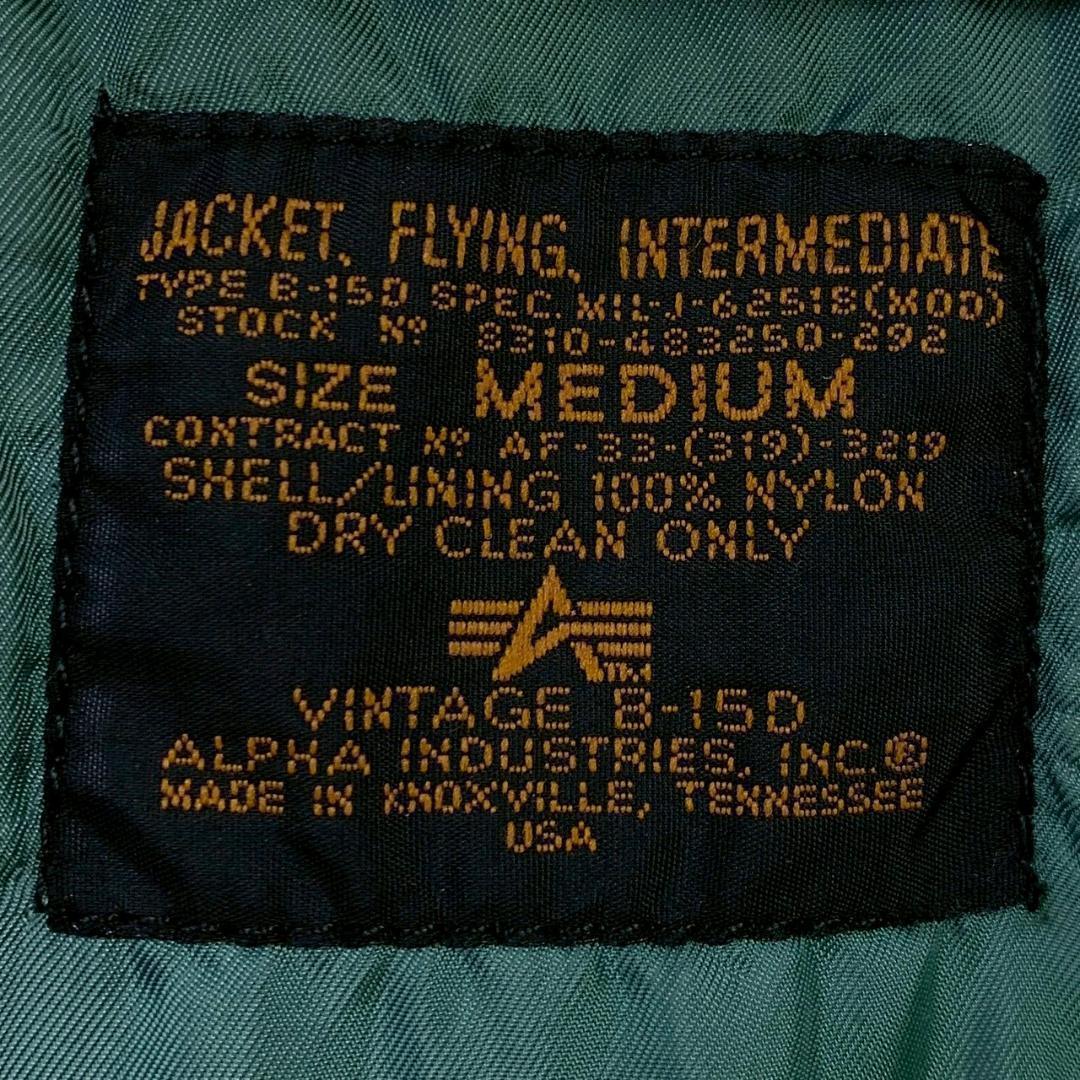 JACKET, FLYING, INTERMEDIATE
TYPE B-15D SPEC. MIL-J-6251B(MOD)
STOCK Nº 8310-483250-292
SIZE MEDIUM
CONTRACT Nº AF-33-(319)-3219
SHELL/LINING 100% NYLON
DRY CLEAN ONLY
TM
VINTAGE B-15D
ALPHA INDUSTRIES, INC.®
MADE IN KNOXVILLE, TENNESSEE
USA